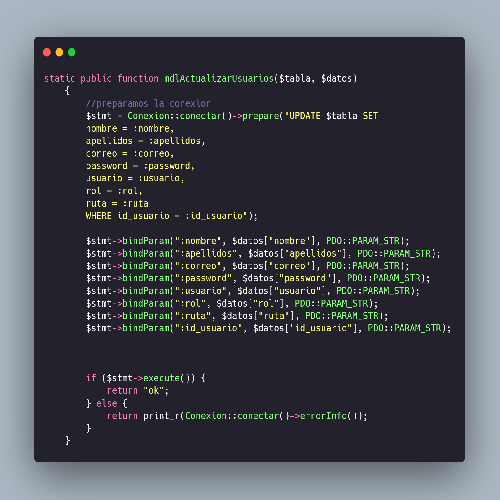 static public function mdlActualizarUsuarios($tabla, $datos)
{
//preparamos la conexion
$stmt = Conexion::conectar()->prepare("UPDATE $tabla SET
nombre = :nombre,
apellidos = :apellidos,
correo = :correo,
password = :password,
usuario = :usuario,
rol = :rol,
ruta = :ruta
WHERE id_usuario = :id_usuario");
$stmt->bindParam(":nombre", $datos["nombre"], PDO::PARAM_STR);
$stmt->bindParam(":apellidos", $datos["apellidos"], PDO::PARAM_STR);
$stmt->bindParam(":correo", $datos["correo"], PDO::PARAM_STR);
$stmt->bindParam(":password", $datos["password"], PDO::PARAM_STR);
$stmt->bindParam(":usuario", $datos["usuario"], PDO::PARAM_STR);
$stmt->bindParam(":rol", $datos["rol"], PDO::PARAM_STR);
$stmt->bindParam(":ruta", $datos["ruta"], PDO::PARAM_STR);
$stmt->bindParam(":id_usuario", $datos["id_usuario"], PDO::PARAM_STR);
if ($stmt->execute()) {
return "ok";
} else {
return print_r(Conexion::conectar()->errorInfo());
}
}